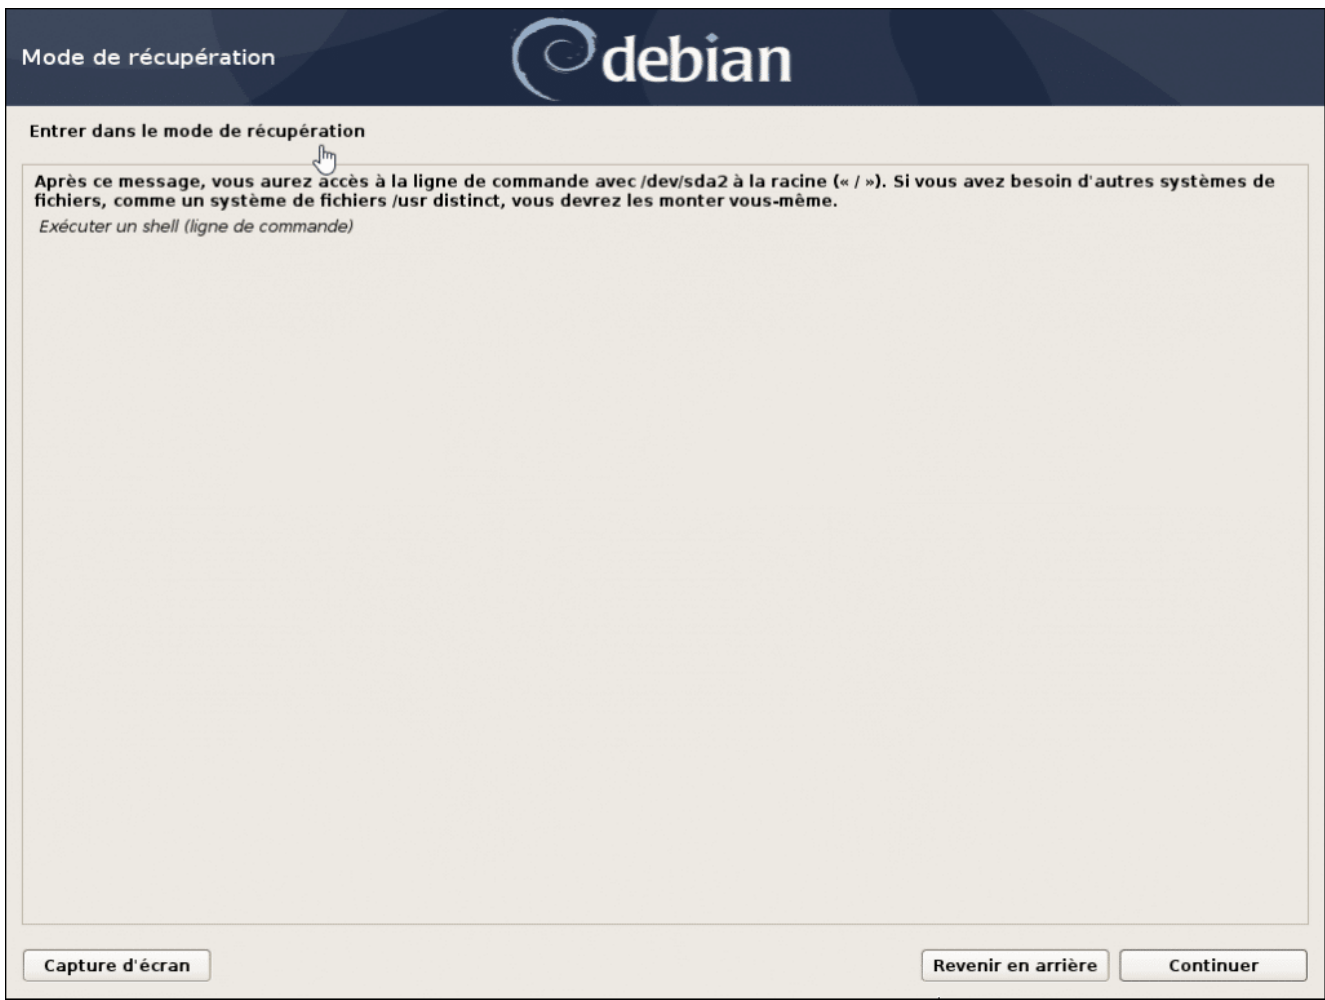 Mode de récupération
debian
Entrer dans le mode de récupération
Après ce message, vous aurez accès à la ligne de commande avec /dev/sda2 à la racine (« / »). Si vous avez besoin d'autres systèmes de
fichiers, comme un système de fichiers /usr distinct, vous devrez les monter vous-même.
Exécuter un shell (ligne de commande)
Capture d'écran
Revenir en arrière
Continuer